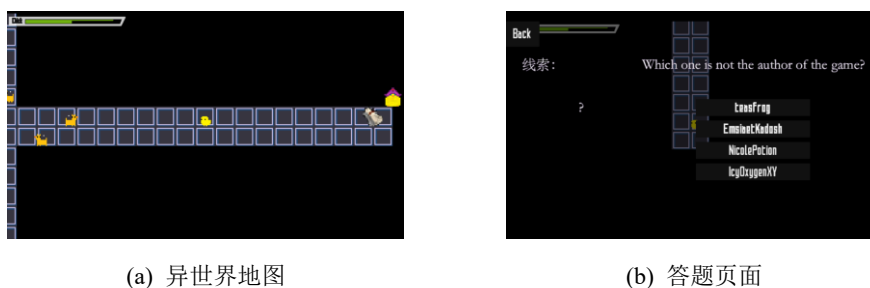 Back
线索： Which one is not the author of the game?
?
teasfrog
EmsiaetKadosh
NicolePotion
IcyOxygenXY
(a) 异世界地图
(b) 答题页面